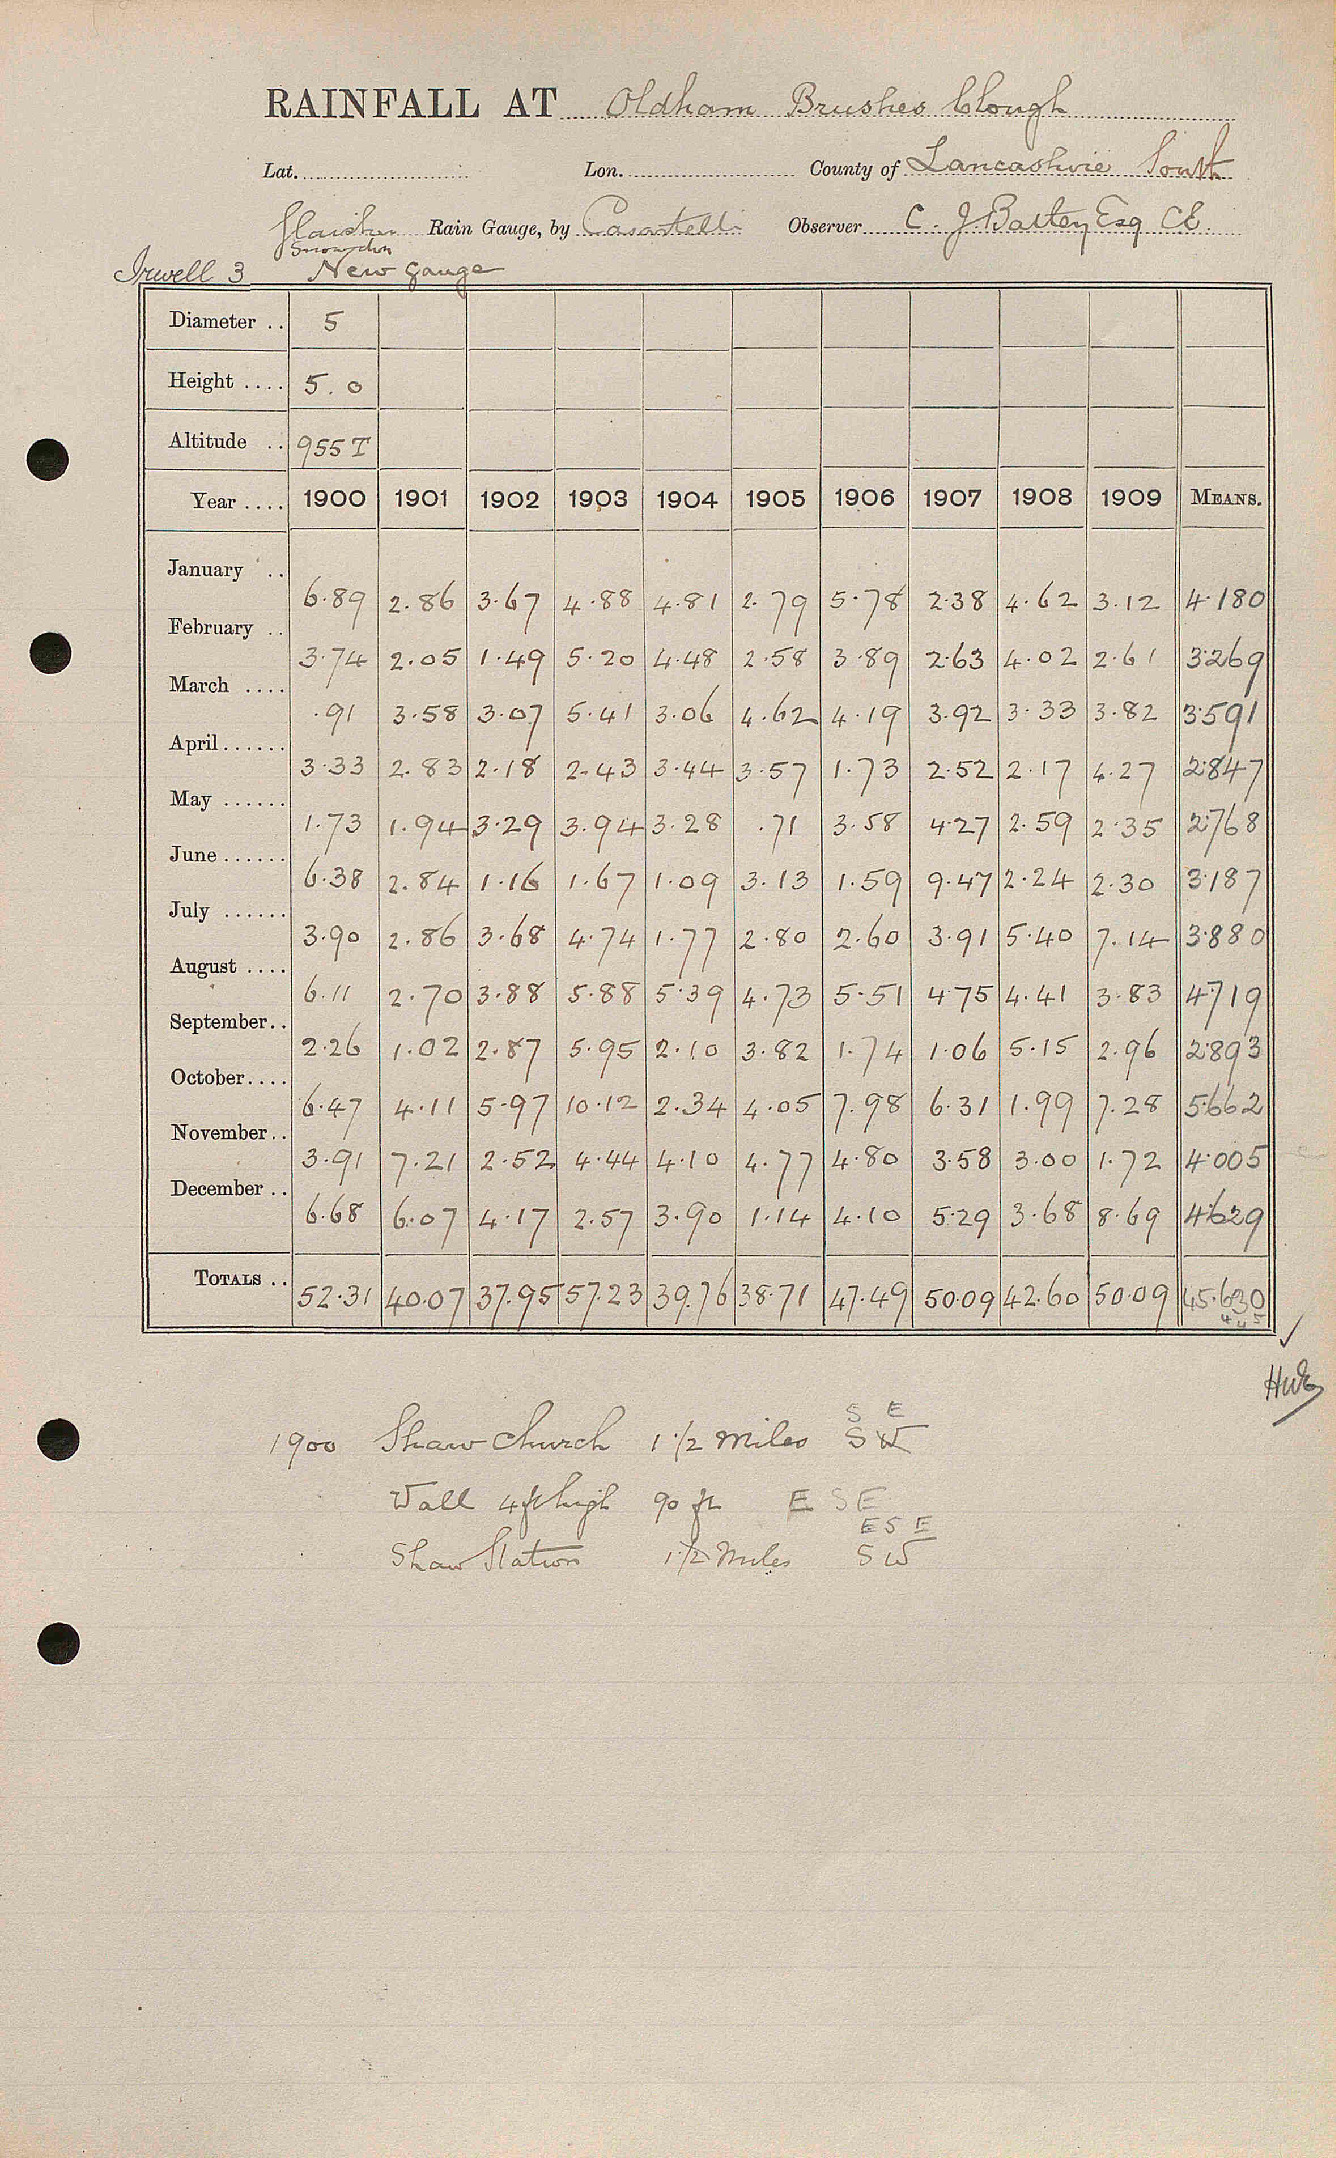 RAINFALL AT Oldham Brushes Clough
Lat. Lon. County of Lancashire South
Glaisher Rain Gauge, by Casartelli Observer C. J. Batley Esq CE.
Snowdon
Irwell 3 New gauge
Diameter .. 5
Height .... 5.0
Altitude .. 955 T
Year .... 1900 1901 1902 1903 1904 1905 1906 1907 1908 1909 MEANS.
January .. 6.89 2.86 3.67 4.88 4.81 2.79 5.78 2.38 4.62 3.12 4.180
February .. 3.74 2.05 1.49 5.20 4.48 2.58 3.89 2.63 4.02 2.61 3.269
March .... .91 3.58 3.07 5.41 3.06 4.62 4.19 3.92 3.33 3.82 3.591
April...... 3.33 2.83 2.18 2.43 3.44 3.57 1.73 2.52 2.17 4.27 2.847
May ...... 1.73 1.94 3.29 3.94 3.28 .71 3.58 4.27 2.59 2.35 2.768
June ...... 6.38 2.84 1.16 1.67 1.09 3.13 1.59 9.47 2.24 2.30 3.187
July ...... 3.90 2.86 3.68 4.74 1.77 2.80 2.60 3.91 5.40 7.14 3.880
August .... 6.11 2.70 3.88 5.88 5.39 4.73 5.51 4.75 4.41 3.83 4.719
September.. 2.26 1.02 2.87 5.95 2.10 3.82 1.74 1.06 5.15 2.96 2.893
October.... 6.47 4.11 5.97 10.12 2.34 4.05 7.98 6.31 1.99 7.28 5.662
November.. 3.91 7.21 2.52 4.44 4.10 4.77 4.80 3.58 3.00 1.72 4.005
December .. 6.68 6.07 4.17 2.57 3.90 1.14 4.10 5.29 3.68 8.69 4.629
TOTALS .. 52.31 40.07 37.95 57.23 39.76 38.71 47.49 50.09 42.60 50.09 45.630
S E
1900 Shaw Church 1 1/2 miles S W
Wall 4 ft high 90 ft E S E
E S E
Shaw Station 1 1/2 Miles S W